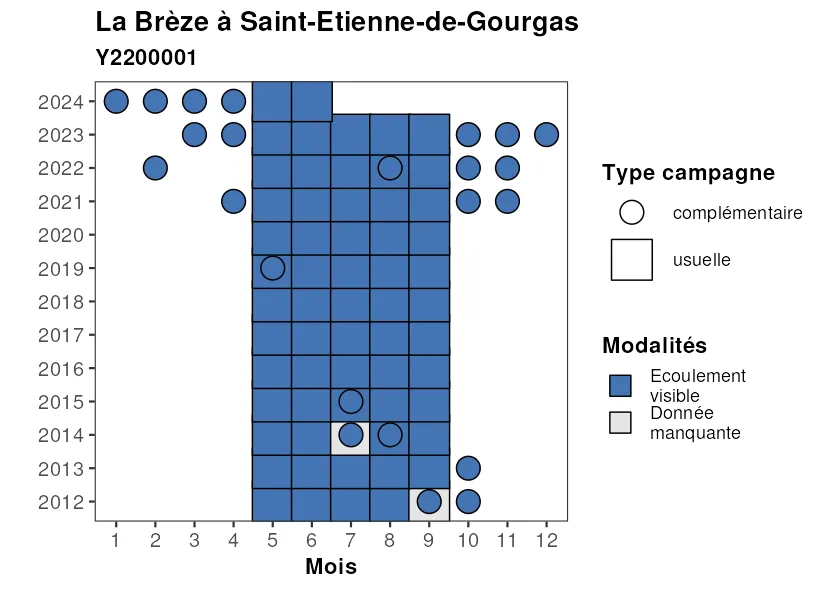 La Brèze à Saint-Etienne-de-Gourgas
Y2200001
2024
2023
2022
2021
2020
2019
2018
2017
2016
2015
2014
2013
2012
1 2 3 4 5 6 7 8 9 10 11 12
Mois
Type campagne
complémentaire
usuelle
Modalités
Ecoulement
visible
Donnée
manquante